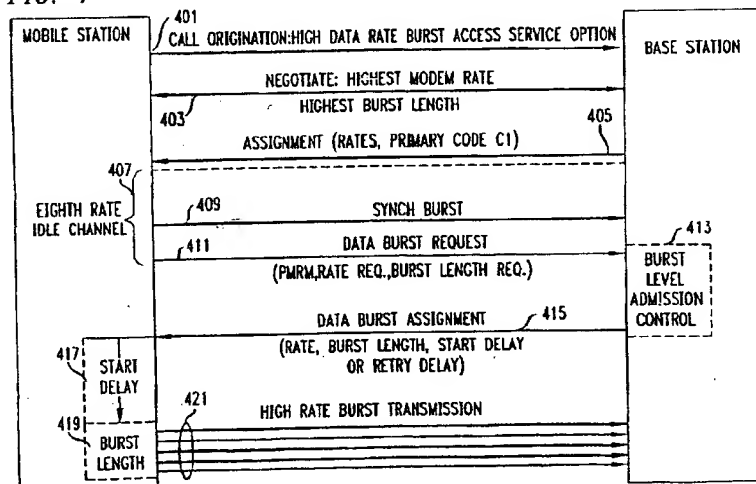 MOBILE STATION
401
CALL ORIGINATION:HIGH DATA RATE BURST ACCESS SERVICE OPTION
BASE STATION
NEGOTIATE: HIGHEST MODEM RATE
403
HIGHEST BURST LENGTH
ASSIGNMENT (RATES, PRIMARY CODE C1)
405
407
EIGHTH RATE
IDLE CHANNEL
409
SYNCH BURST
411
DATA BURST REQUEST
(PMRM,RATE REQ.,BURST LENGTH REQ.)
413
BURST
LEVEL
ADMISSION
CONTROL
DATA BURST ASSIGNMENT
415
(RATE, BURST LENGTH, START DELAY
OR RETRY DELAY)
417
START
DELAY
421
HIGH RATE BURST TRANSMISSION
419
BURST
LENGTH